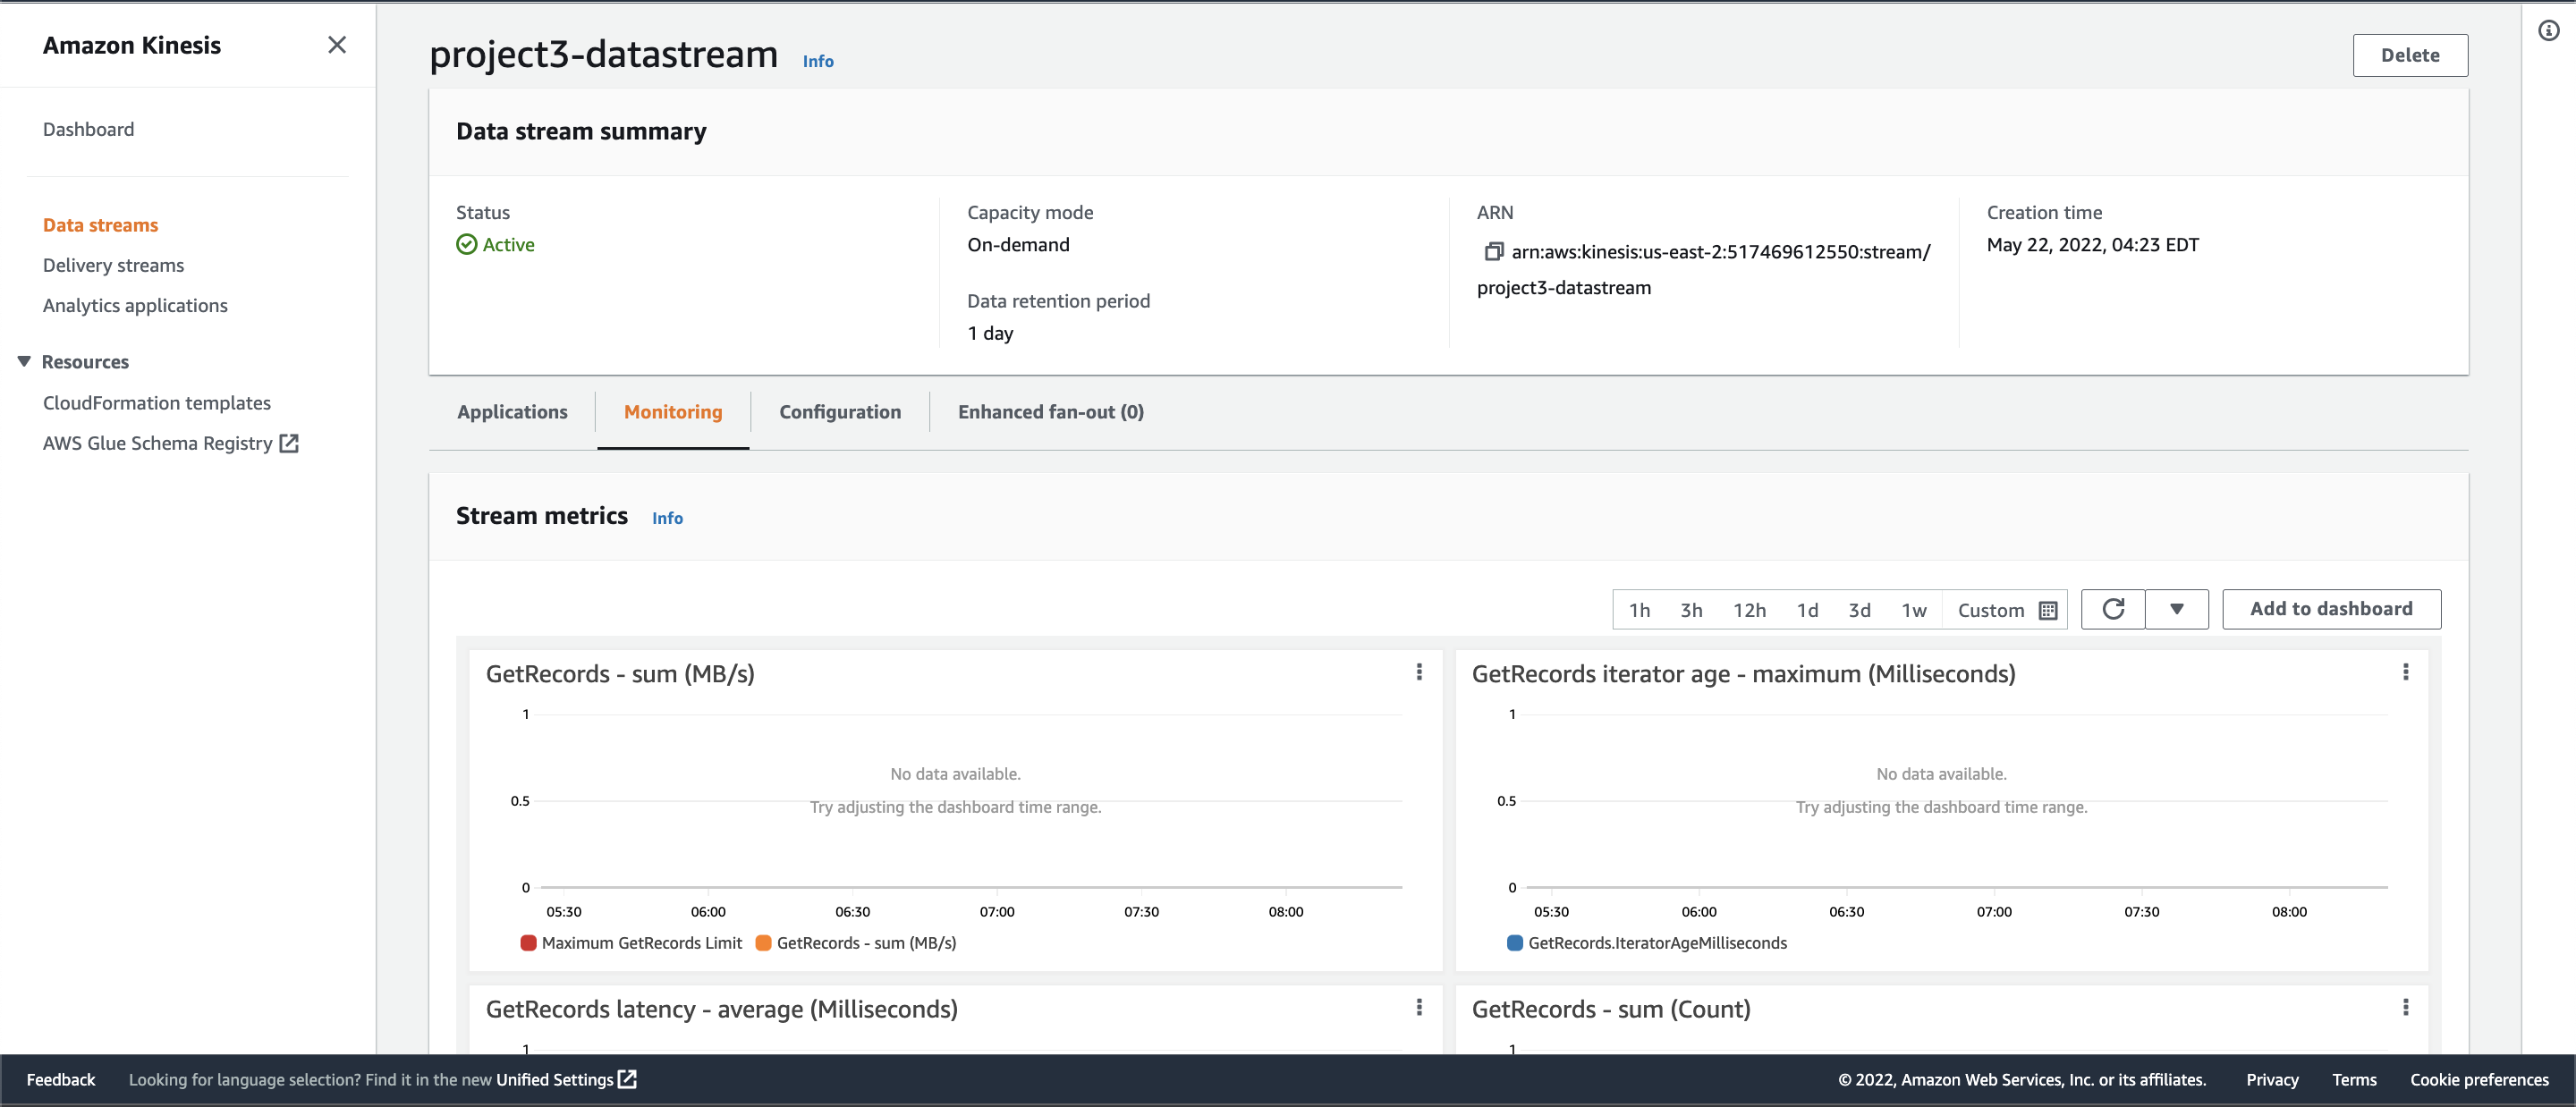 Amazon Kinesis
Dashboard
Data streams
Delivery streams
Analytics applications
Resources
CloudFormation templates
AWS Glue Schema Registry
project3-datastream Info
Delete
Data stream summary
Status
Active
Capacity mode
On-demand
Data retention period
1 day
ARN
arn:aws:kinesis:us-east-2:517469612550:stream/
project3-datastream
Creation time
May 22, 2022, 04:23 EDT
Applications Monitoring Configuration Enhanced fan-out (0)
Stream metrics Info
1h 3h 12h 1d 3d 1w Custom Add to dashboard
GetRecords - sum (MB/s)
1
No data available.
0.5
Try adjusting the dashboard time range.
0
05:30 06:00 06:30 07:00 07:30 08:00
Maximum GetRecords Limit GetRecords - sum (MB/s)
GetRecords iterator age - maximum (Milliseconds)
1
No data available.
0.5
Try adjusting the dashboard time range.
0
05:30 06:00 06:30 07:00 07:30 08:00
GetRecords.IteratorAgeMilliseconds
GetRecords latency - average (Milliseconds)
1
GetRecords - sum (Count)
1
Feedback Looking for language selection? Find it in the new Unified Settings © 2022, Amazon Web Services, Inc. or its affiliates. Privacy Terms Cookie preferences